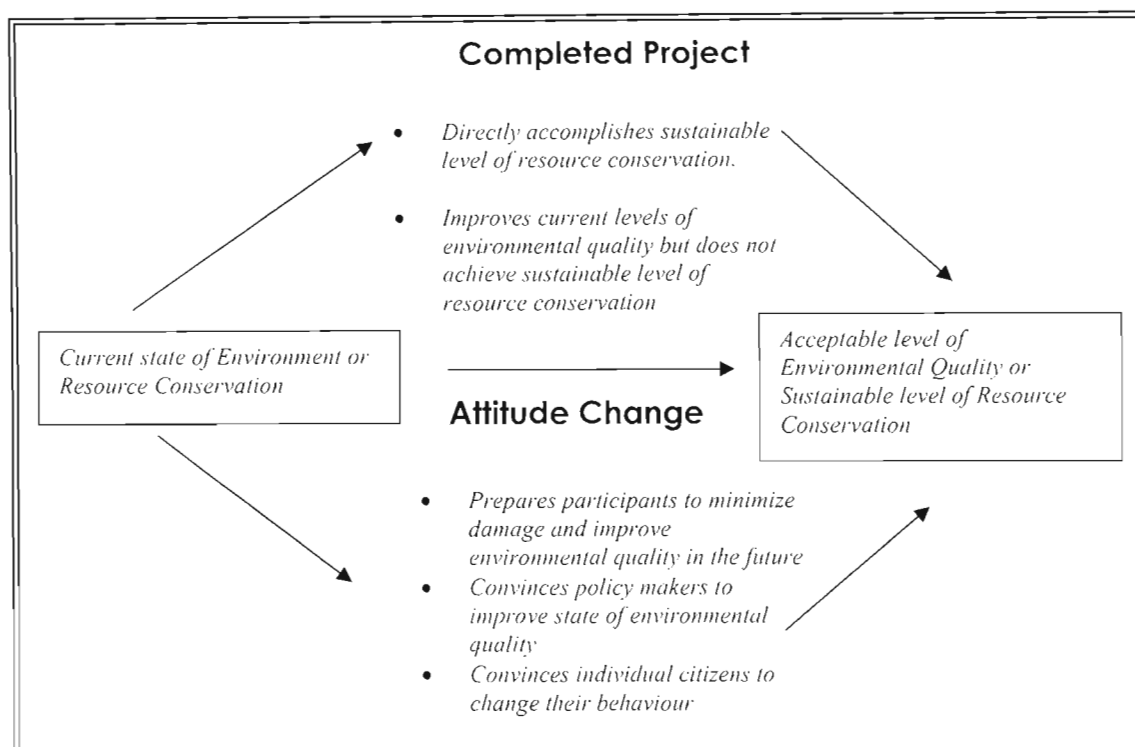 Completed Project
• Directly accomplishes sustainable
level of resource conservation.
• Improves current levels of
environmental quality but does not
achieve sustainable level of
resource conservation
Current state of Environment or
Resource Conservation
Acceptable level of
Environmental Quality or
Sustainable level of Resource
Conservation
Attitude Change
• Prepares participants to minimize
damage and improve
environmental quality in the future
• Convinces policy makers to
improve state of environmental
quality
• Convinces individual citizens to
change their behaviour